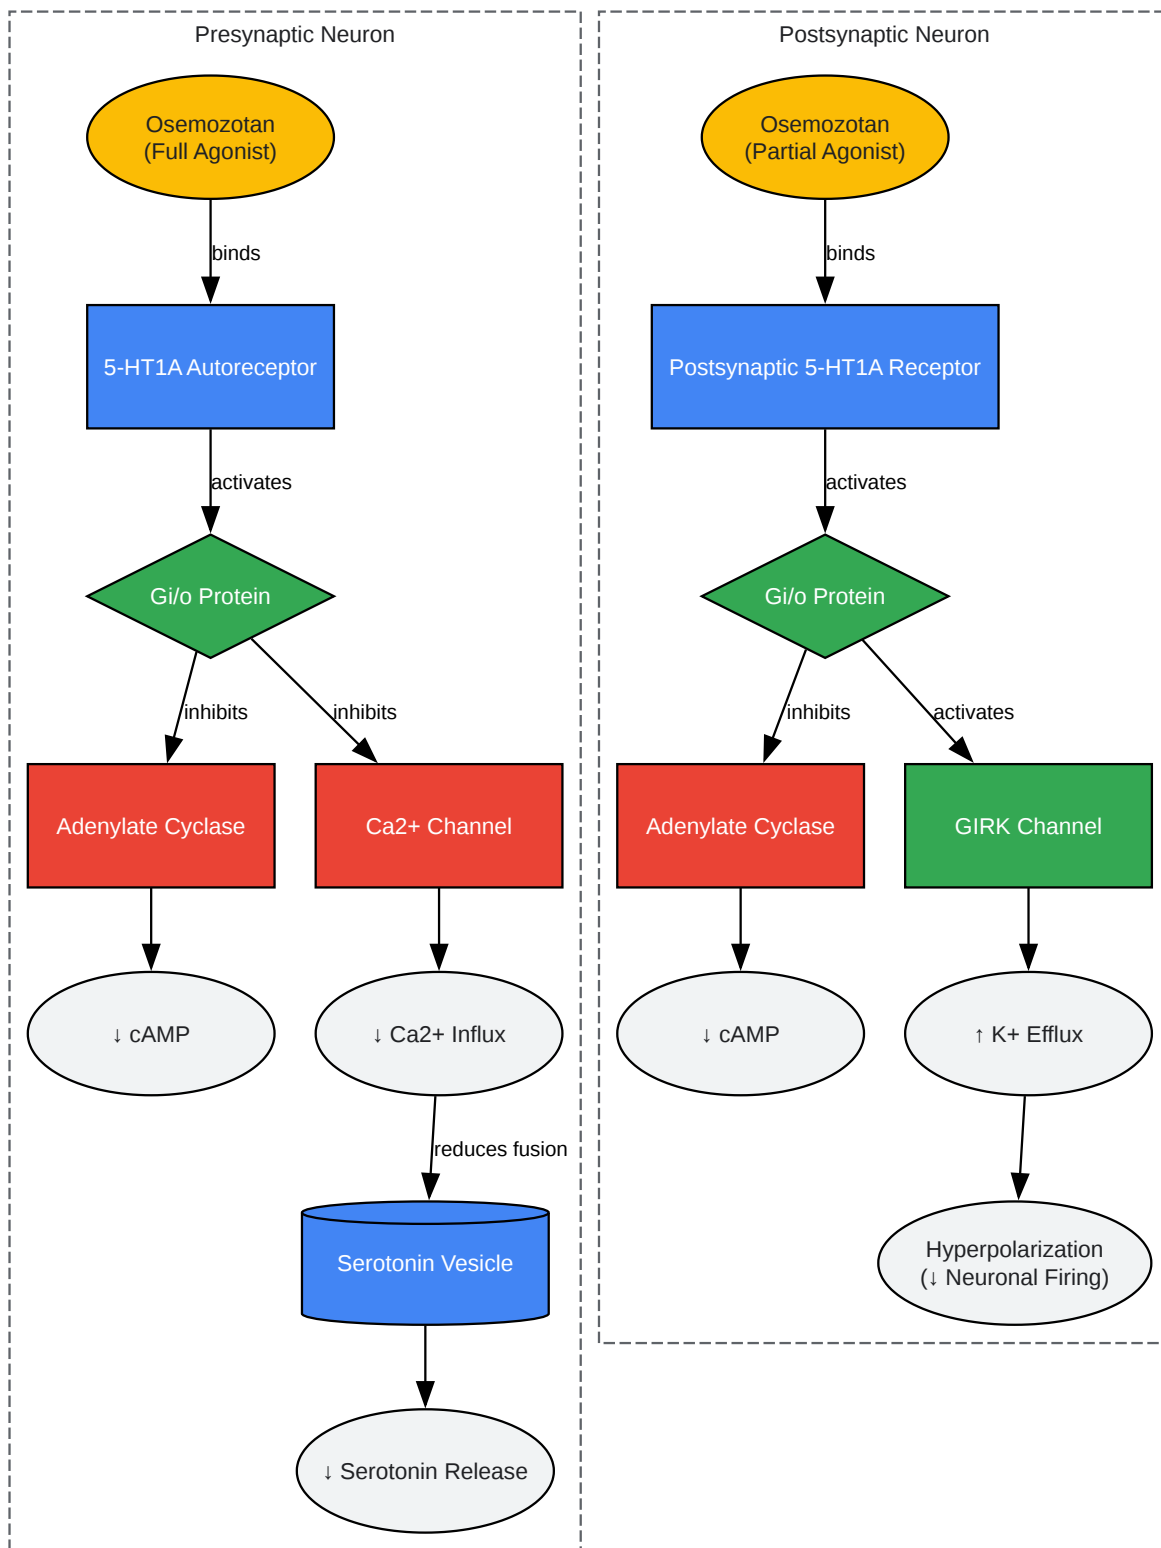 Presynaptic Neuron
Osemozotan
(Full Agonist)
binds
5-HT1A Autoreceptor
activates
Gi/o Protein
inhibits
inhibits
Adenylate Cyclase
Ca2+ Channel
↓ cAMP
↓ Ca2+ Influx
reduces fusion
Serotonin Vesicle
↓ Serotonin Release
Postsynaptic Neuron
Osemozotan
(Partial Agonist)
binds
Postsynaptic 5-HT1A Receptor
activates
Gi/o Protein
inhibits
activates
Adenylate Cyclase
GIRK Channel
↓ cAMP
↑ K+ Efflux
Hyperpolarization
(↓ Neuronal Firing)